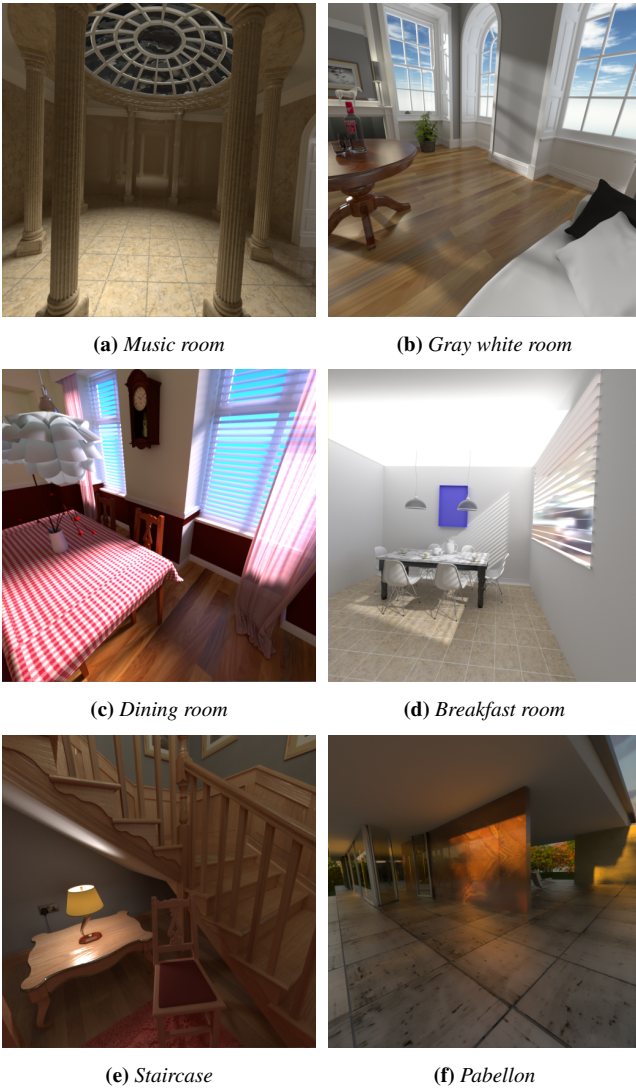 (a) Music room
(b) Gray white room
(c) Dining room
(d) Breakfast room
(e) Staircase
(f) Pabellon